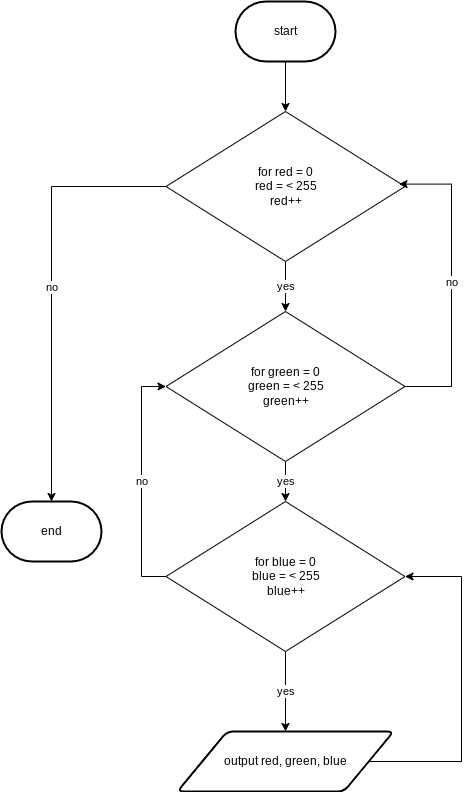 start
for red = 0
red = < 255
red++
no
yes
no
for green = 0
green = < 255
green++
no
yes
end
for blue = 0
blue = < 255
blue++
yes
output red, green, blue